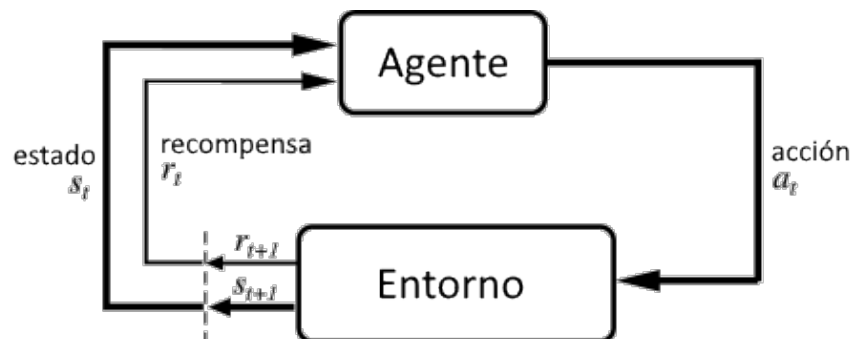 Agente
estado
s_t
recompensa
r_t
acción
a_t
r_{t+1}
s_{t+1}
Entorno